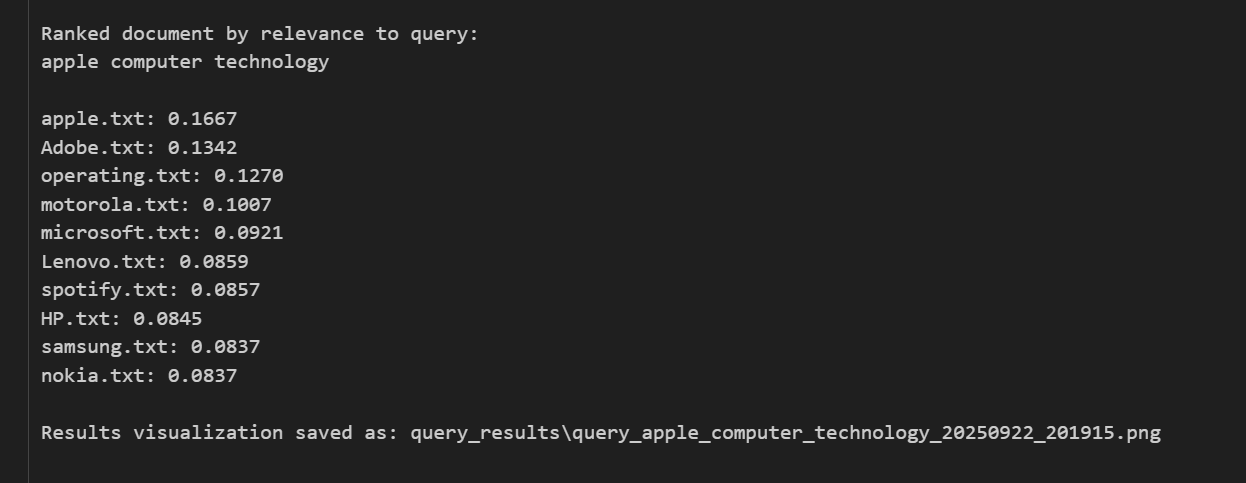 Ranked document by relevance to query:
apple computer technology
apple.txt: 0.1667
Adobe.txt: 0.1342
operating.txt: 0.1270
motorola.txt: 0.1007
microsoft.txt: 0.0921
Lenovo.txt: 0.0859
spotify.txt: 0.0857
HP.txt: 0.0845
samsung.txt: 0.0837
nokia.txt: 0.0837
Results visualization saved as: query_results\query_apple_computer_technology_20250922_201915.png